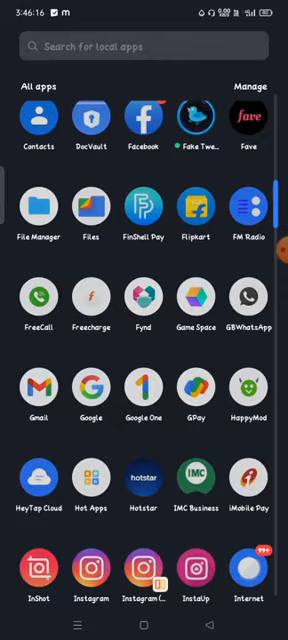 3:46:16 m
Search for local apps
All apps Manage
fave
Contacts DocVault Facebook Fake Twe... Fave
File Manager Files FinShell Pay Flipkart FM Radio
FreeCall Freecharge Fynd Game Space GBWhatsApp
Gmail Google Google One GPay HappyMod
hotstar IMC
HeyTap Cloud Hot Apps Hotstar IMC Business iMobile Pay
99+
InShot Instagram Instagram (... InstaUp Internet